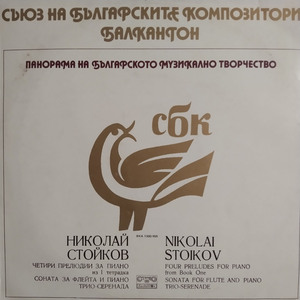 СЪЮЗ НА БЪЛГАРСКИТЕ КОМПОЗИТОРИ
БАЛКАНТОН
ПАНОРАМА НА БЪЛГАРСКОТО МУЗИКАЛНО ТВОРЧЕСТВО
сбк
НИКОЛАЙ
СТОЙКОВ
ЧЕТИРИ ПРЕЛЮДИИ ЗА ПИАНО
из I тетрадка
СОНАТА ЗА ФЛЕЙТА И ПИАНО
ТРИО-СЕРЕНАДА
NIKOLAI
STOIKOV
FOUR PRELUDES FOR PIANO
from Book One
SONATA FOR FLUTE AND PIANO
TRIO-SERENADE